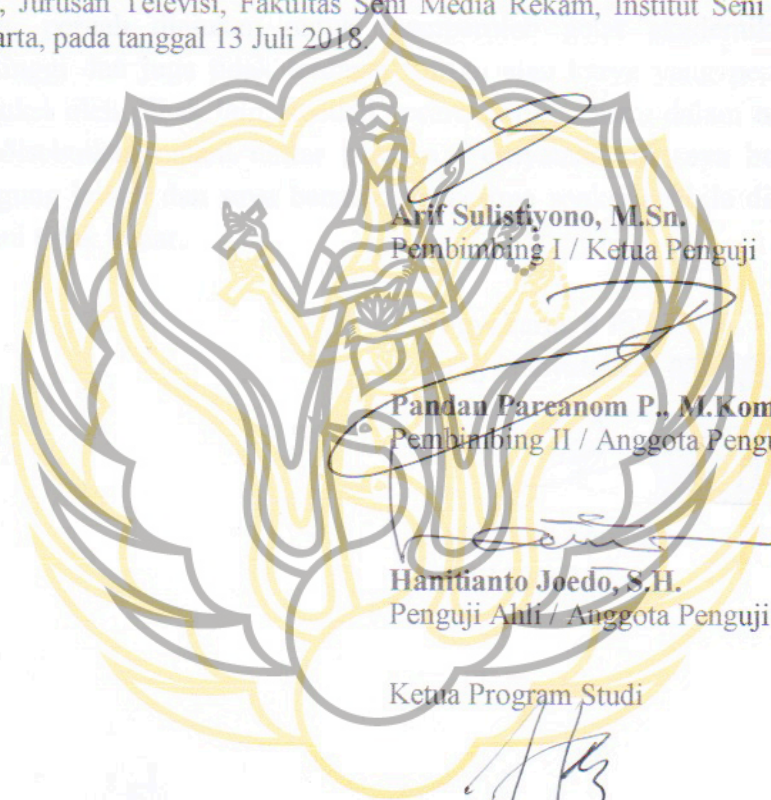 , Jurusan Televisi, Fakultas Seni Media Rekam, Institut Seni
arta, pada tanggal 13 Juli 2018.
Arif Sulistiyono, M.Sn.
Pembimbing I / Ketua Penguji
Pandan Pareanom P., M.Kom
Pembimbing II / Anggota Pengu
Hanitianto Joedo, S.H.
Penguji Ahli / Anggota Penguji
Ketua Program Studi